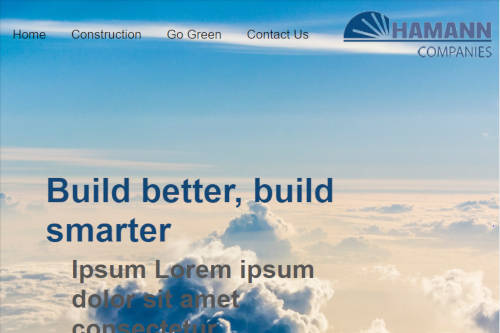 Home Construction Go Green Contact Us
HAMANN
COMPANIES
Build better, build
smarter
Ipsum Lorem ipsum
dolor sit amet
consectetur